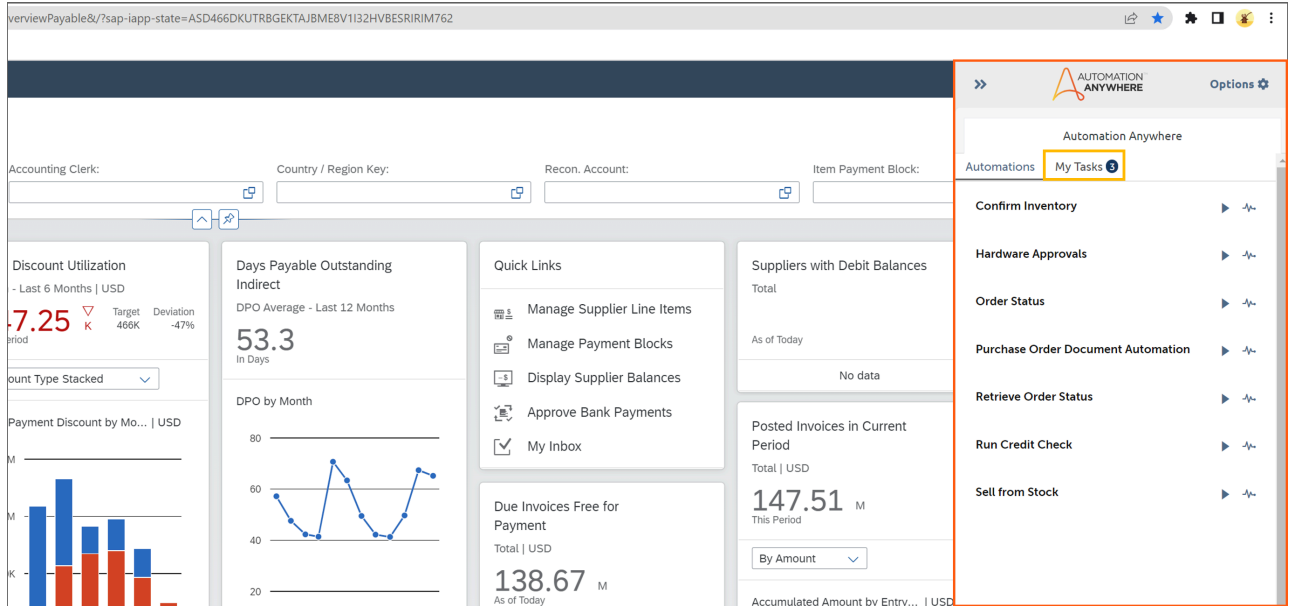 verviewPayable&/?sap-iapp-state=ASD466DKUTRBGEKTAJBME8V1I32HVBESRIRIM762
Accounting Clerk:
Country / Region Key:
Recon. Account:
Item Payment Block:
Discount Utilization
- Last 6 Months | USD
47.25 K
Target
466K
Deviation
-47%
eriod
ount Type Stacked
Payment Discount by Mo... | USD
M
M
K
Days Payable Outstanding
Indirect
DPO Average - Last 12 Months
53.3
In Days
DPO by Month
80
60
40
20
Quick Links
Manage Supplier Line Items
Manage Payment Blocks
Display Supplier Balances
Approve Bank Payments
My Inbox
Due Invoices Free for
Payment
Total | USD
138.67 M
As of Today
Suppliers with Debit Balances
Total
As of Today
No data
Posted Invoices in Current
Period
Total | USD
147.51 M
This Period
By Amount
Accumulated Amount by Entry... | USD
AUTOMATION
ANYWHERE
Options
Automation Anywhere
Automations
My Tasks 3
Confirm Inventory
Hardware Approvals
Order Status
Purchase Order Document Automation
Retrieve Order Status
Run Credit Check
Sell from Stock